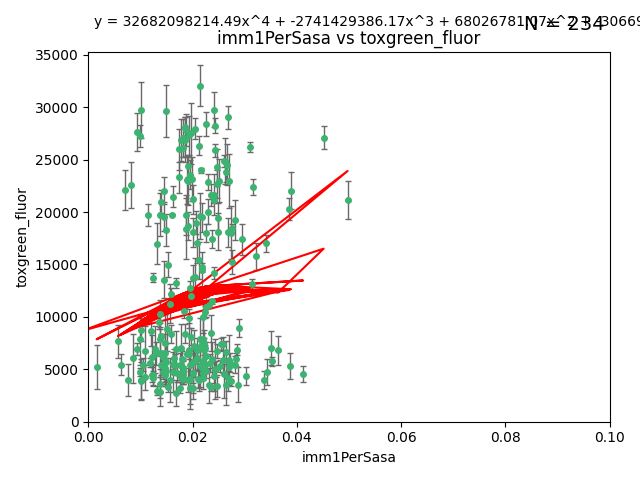 y = 32682098214.49x^4 + -2741429386.17x^3 + 68026781
N = 234
imm1PerSasa vs toxgreen_fluor
35000
30000
25000
20000
15000
10000
5000
0
toxgreen_fluor
0.00 0.02 0.04 0.06 0.08 0.10
imm1PerSasa